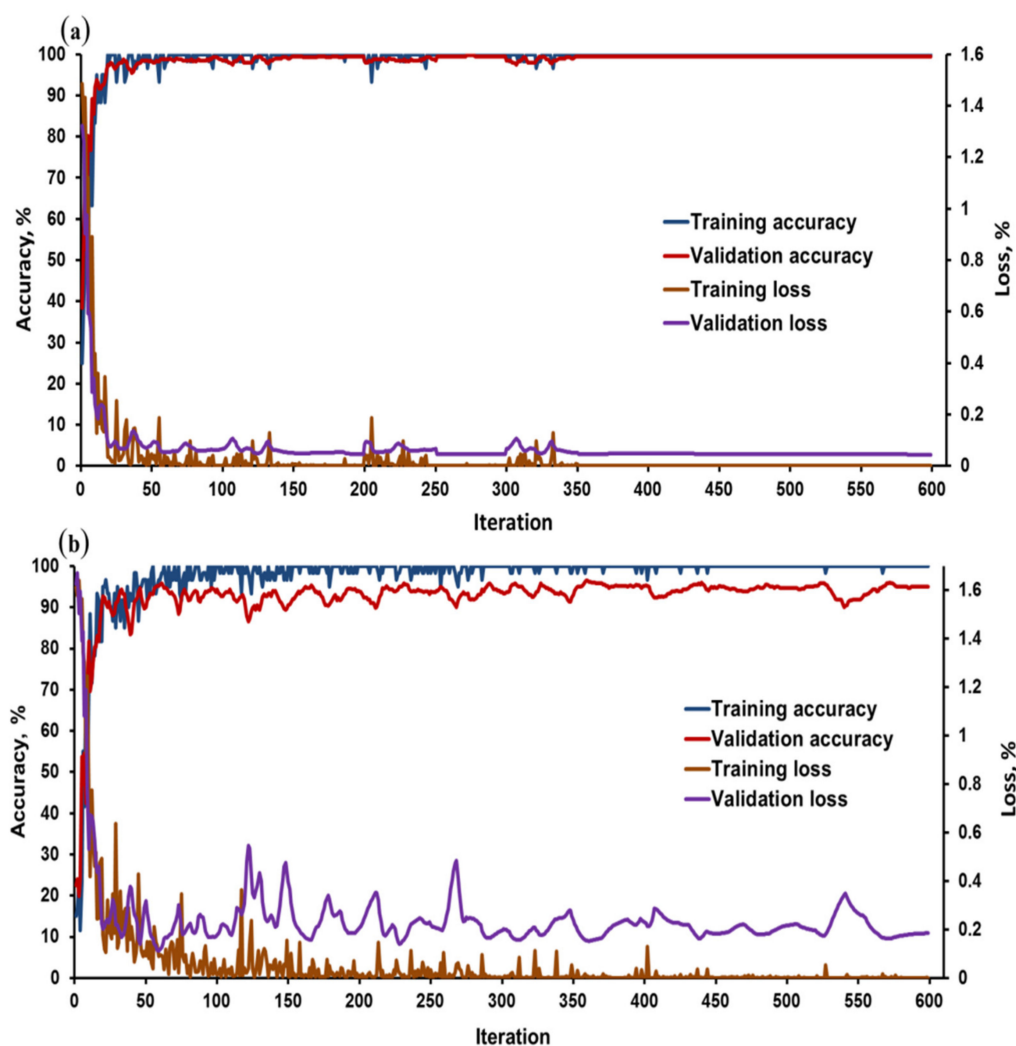 (a)
100
90
80
70
60
50
40
30
20
10
0
Accuracy, %
1.6
1.4
1.2
1
0.8
0.6
0.4
0.2
0
Loss, %
Training accuracy
Validation accuracy
Training loss
Validation loss
0 50 100 150 200 250 300 350 400 450 500 550 600
Iteration
(b)
100
90
80
70
60
50
40
30
20
10
0
Accuracy, %
1.6
1.4
1.2
1
0.8
0.6
0.4
0.2
0
Loss, %
Training accuracy
Validation accuracy
Training loss
Validation loss
0 50 100 150 200 250 300 350 400 450 500 550 600
Iteration